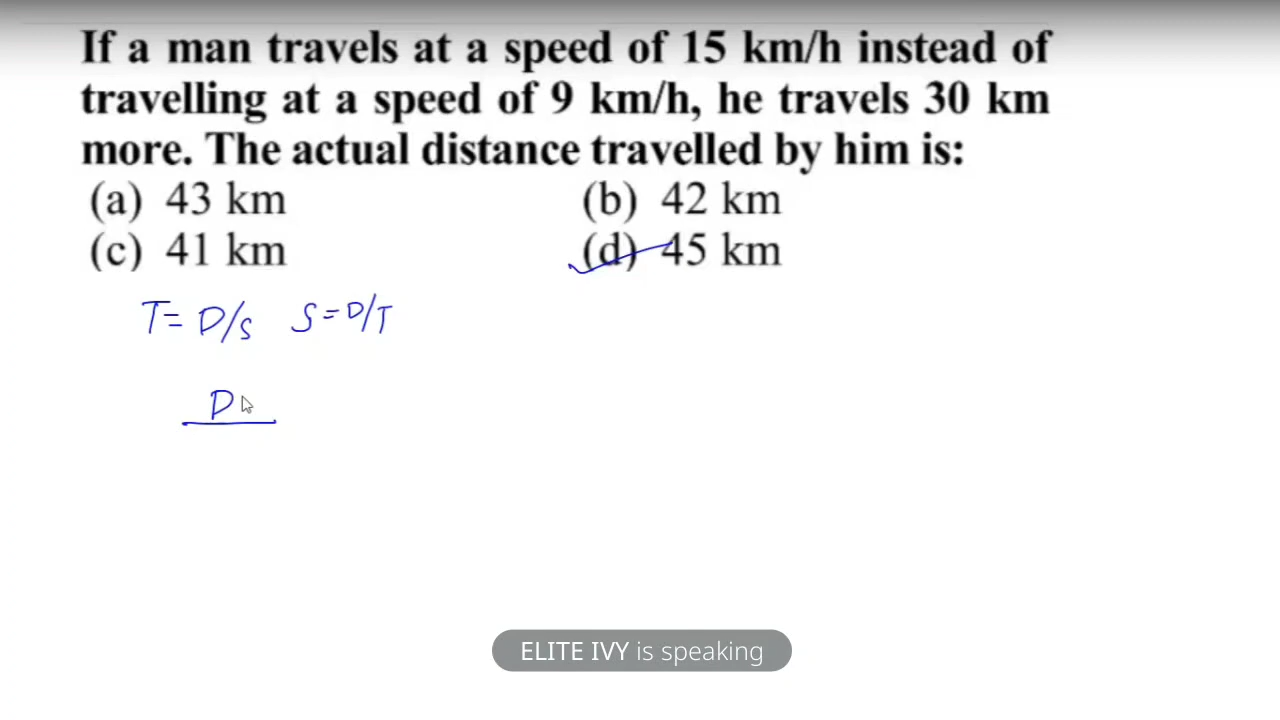 If a man travels at a speed of 15 km/h instead of
travelling at a speed of 9 km/h, he travels 30 km
more. The actual distance travelled by him is:
(a) 43 km (b) 42 km
(c) 41 km (d) 45 km
T = D/S S = D/T
D
ELITE IVY is speaking